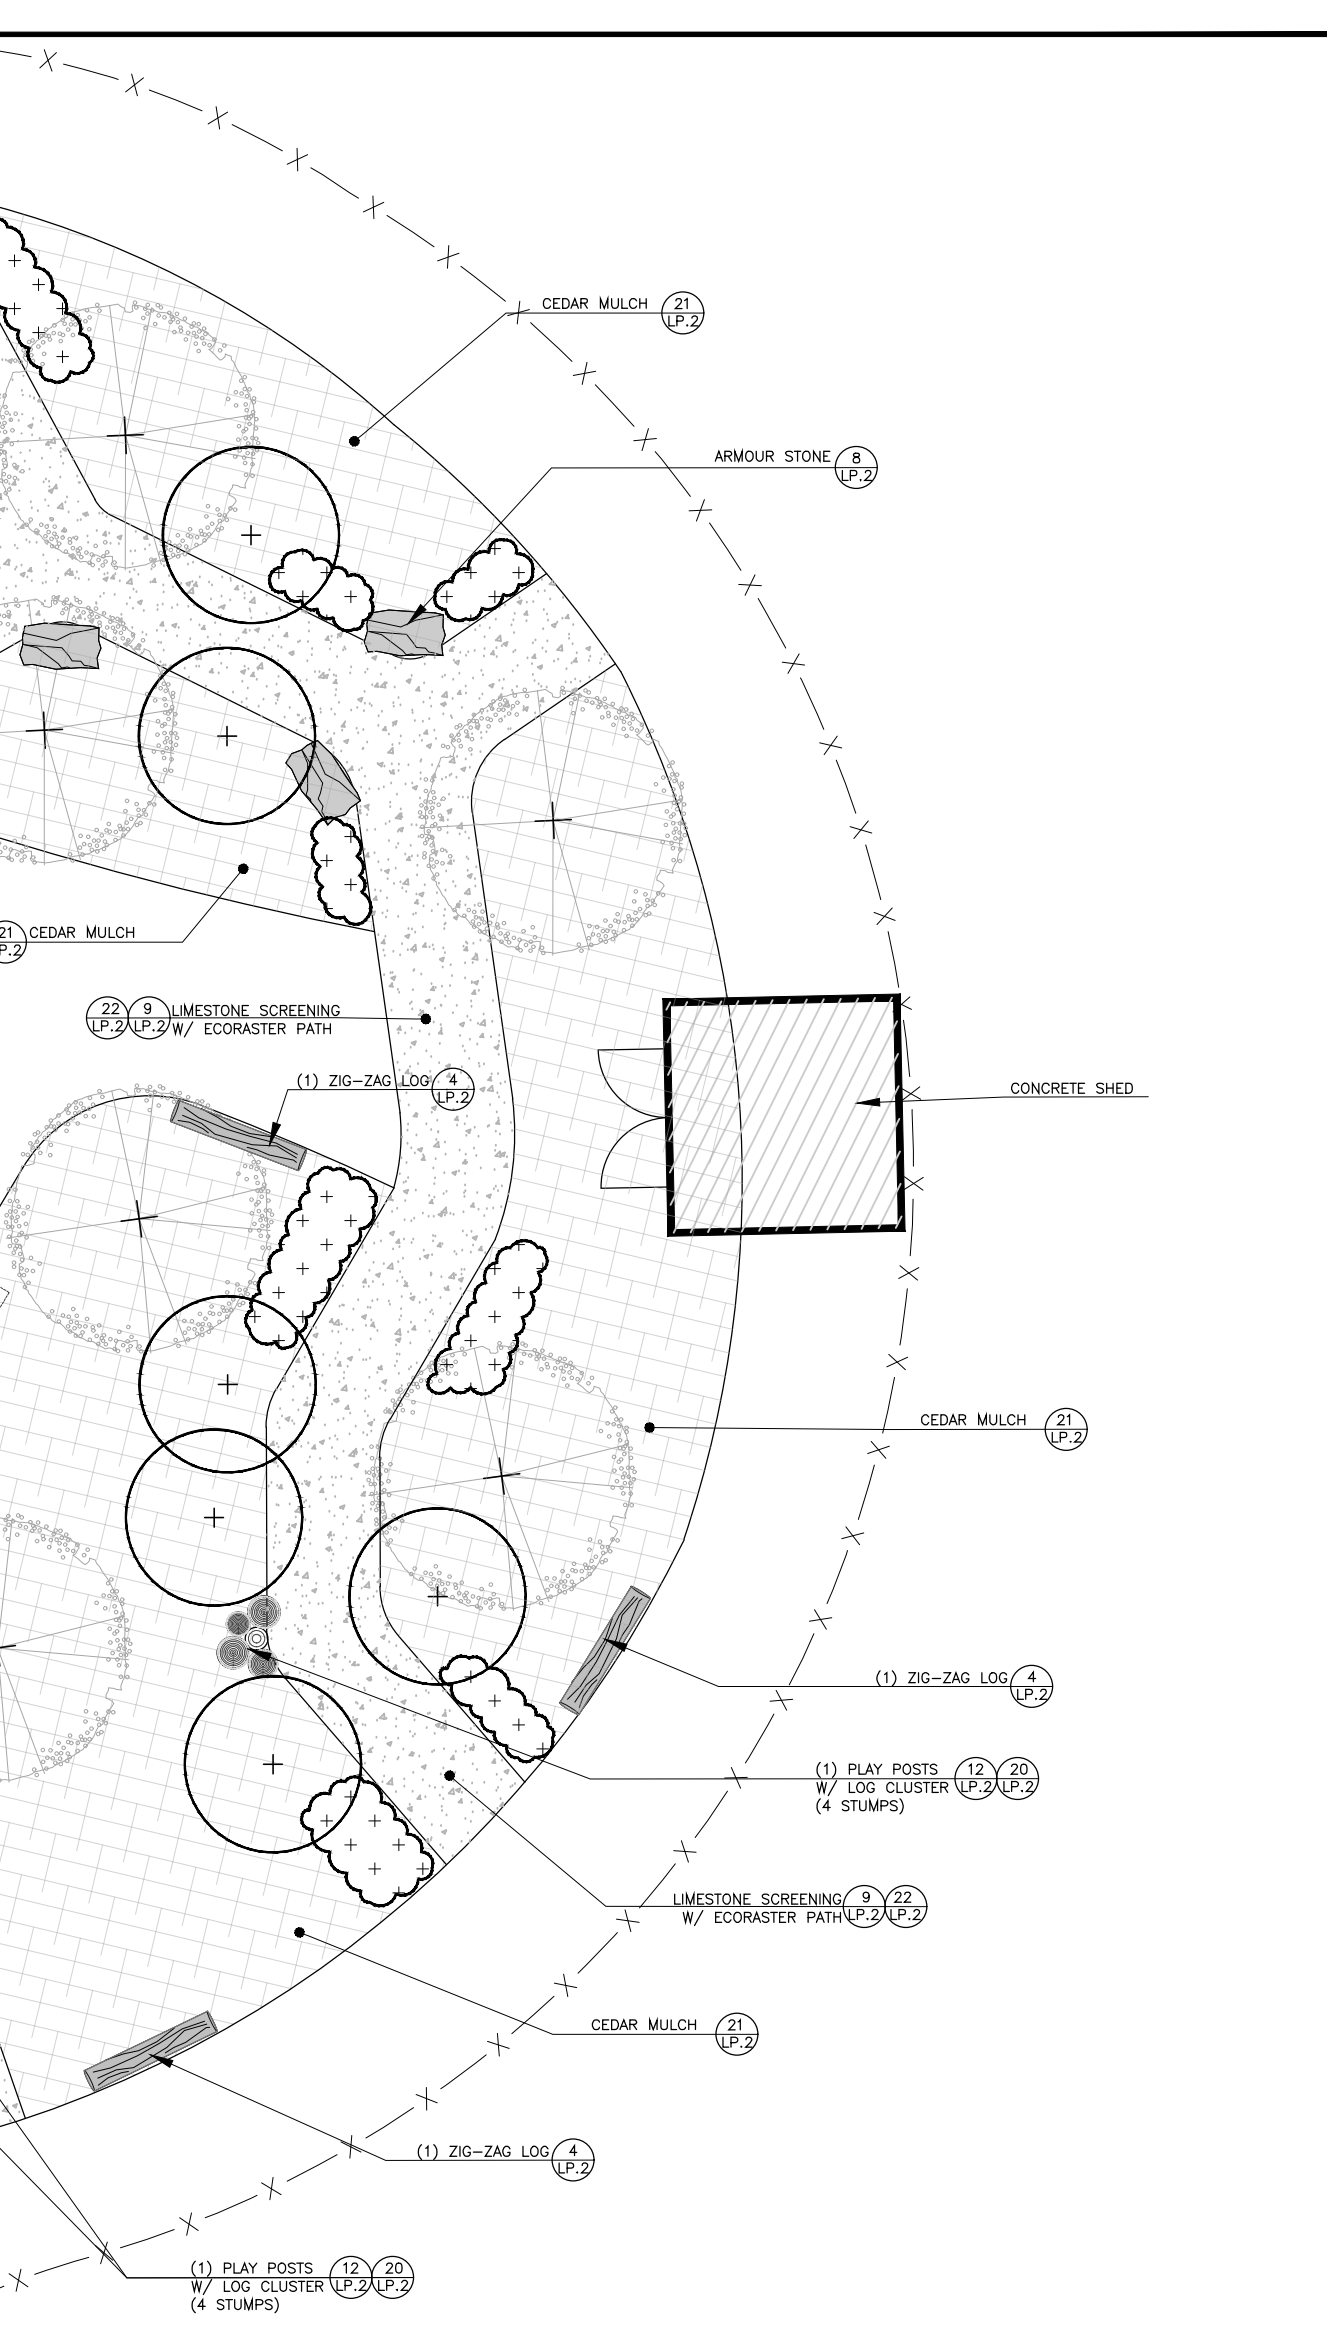 CEDAR MULCH 21
LP.2
ARMOUR STONE 8
LP.2
21 CEDAR MULCH
P.2
22 9 LIMESTONE SCREENING
LP.2 LP.2 W/ ECORASTER PATH
(1) ZIG-ZAG LOG 4
LP.2
CONCRETE SHED
CEDAR MULCH 21
LP.2
(1) ZIG-ZAG LOG 4
LP.2
(1) PLAY POSTS 12 20
W/ LOG CLUSTER LP.2 LP.2
(4 STUMPS)
LIMESTONE SCREENING 9 22
W/ ECORASTER PATH LP.2 LP.2
CEDAR MULCH 21
LP.2
(1) ZIG-ZAG LOG 4
LP.2
(1) PLAY POSTS 12 20
W/ LOG CLUSTER LP.2 LP.2
(4 STUMPS)